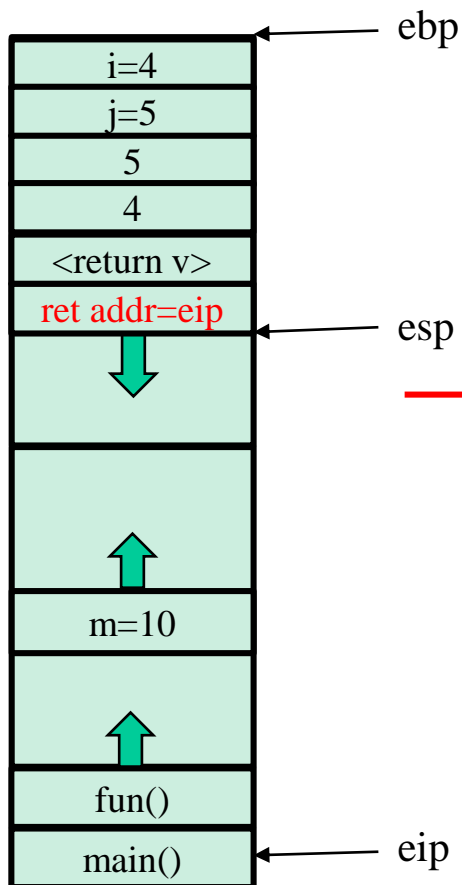 ebp
i=4
j=5
5
4
<return v>
ret addr=eip
esp
m=10
fun()
main()
eip